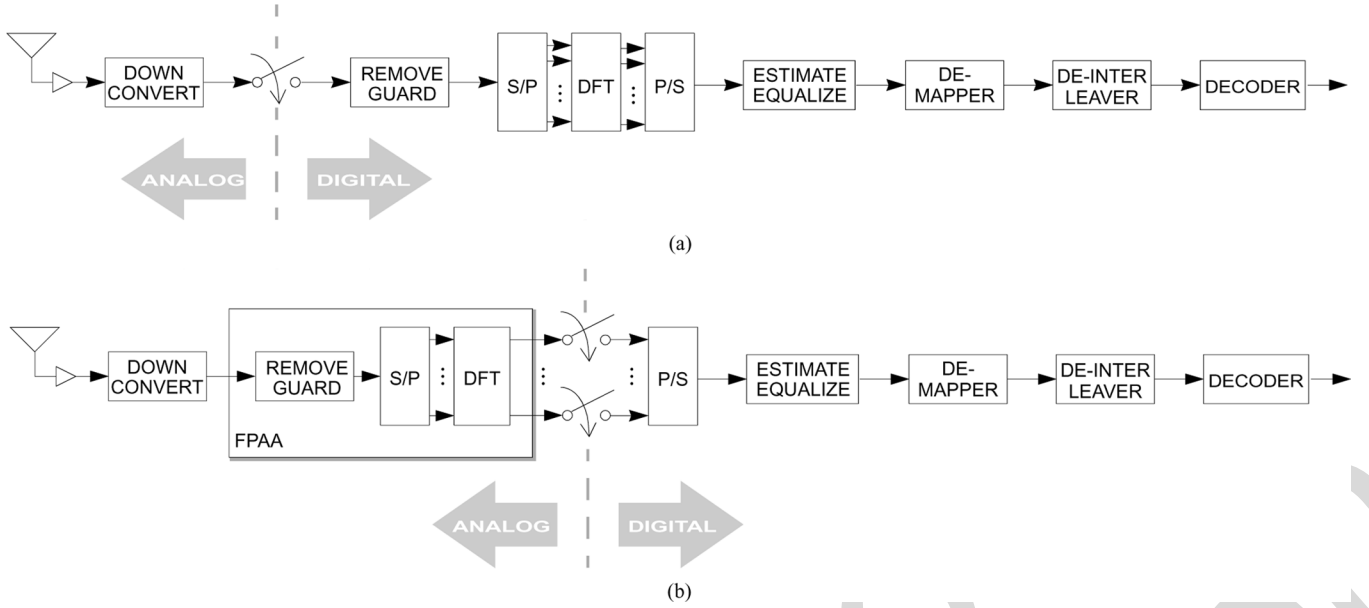 DOWN
CONVERT
REMOVE
GUARD
S/P
DFT
P/S
ESTIMATE
EQUALIZE
DE-
MAPPER
DE-INTER
LEAVER
DECODER
ANALOG
DIGITAL
(a)
DOWN
CONVERT
REMOVE
GUARD
S/P
DFT
FPAA
P/S
ESTIMATE
EQUALIZE
DE-
MAPPER
DE-INTER
LEAVER
DECODER
ANALOG
DIGITAL
(b)